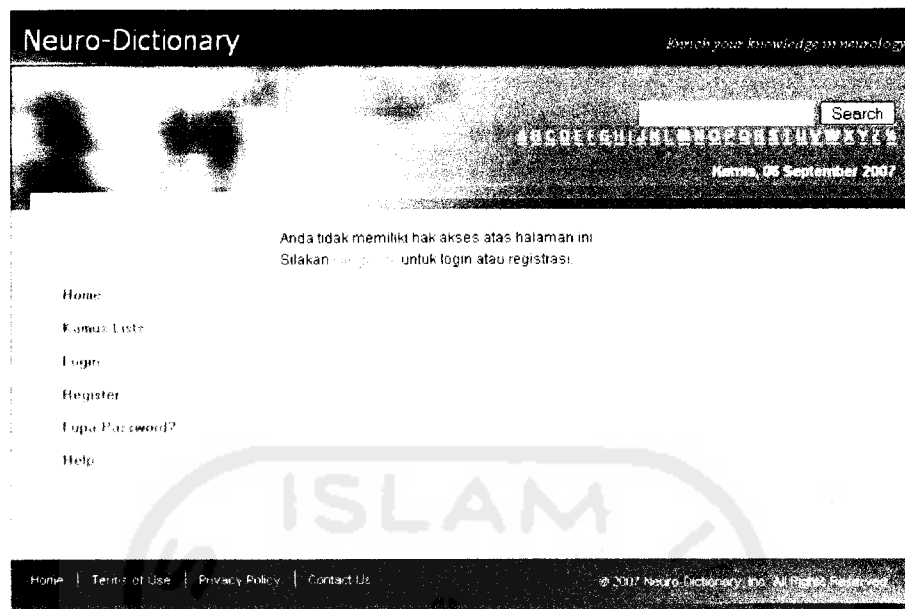 Neuro-Dictionary
Enrich your knowledge in neurology
Search
A B C D E F G H I J K L M N O P Q R S T U V W X Y Z
Kamis, 06 September 2007
Anda tidak memiliki hak akses atas halaman ini
Silakan untuk login atau registrasi.
Home
Kamus Lists
Login
Register
Lupa Password?
Help
ISLAM
Home | Terms of Use | Privacy Policy | Contact Us
© 2007 Neuro-Dictionary, Inc. All Rights Reserved.